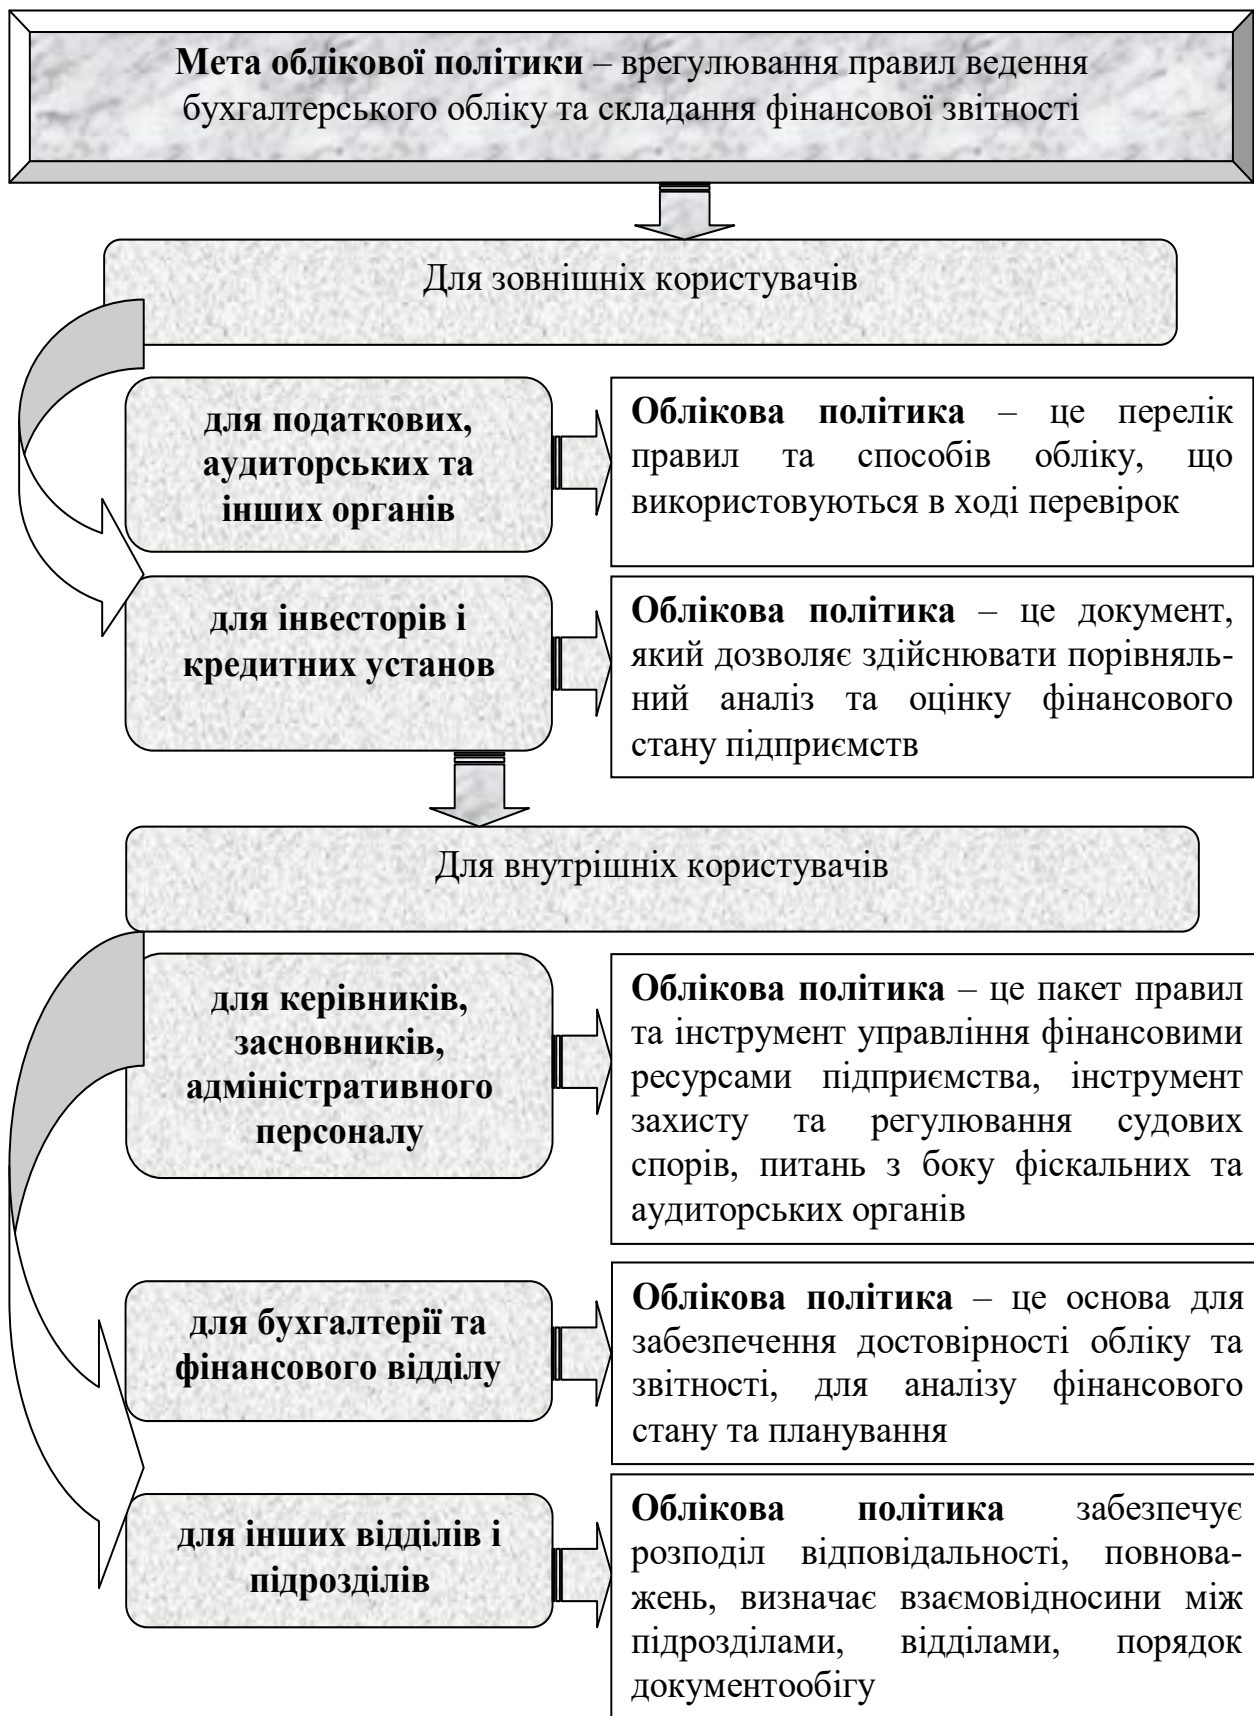 Мета облікової політики – врегулювання правил ведення
бухгалтерського обліку та складання фінансової звітності
Для зовнішніх користувачів
для податкових,
аудиторських та
інших органів
Облікова політика – це перелік
правил та способів обліку, що
використовуються в ході перевірок
для інвесторів і
кредитних установ
Облікова політика – це документ,
який дозволяє здійснювати порівняль-
ний аналіз та оцінку фінансового
стану підприємств
Для внутрішніх користувачів
для керівників,
засновників,
адміністративного
персоналу
Облікова політика – це пакет правил
та інструмент управління фінансовими
ресурсами підприємства, інструмент
захисту та регулювання судових
спорів, питань з боку фіскальних та
аудиторських органів
для бухгалтерії та
фінансового відділу
Облікова політика – це основа для
забезпечення достовірності обліку та
звітності, для аналізу фінансового
стану та планування
для інших відділів і
підрозділів
Облікова політика забезпечує
розподіл відповідальності, повнова-
жень, визначає взаємовідносини між
підрозділами, відділами, порядок
документообігу